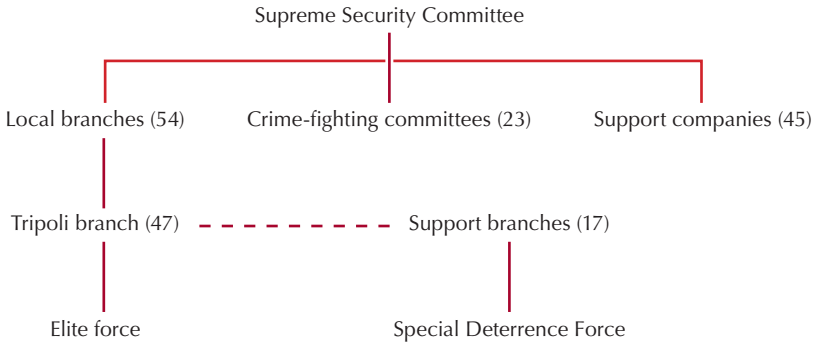 Supreme Security Committee
Local branches (54)
Crime-fighting committees (23)
Support companies (45)
Tripoli branch (47)
Support branches (17)
Elite force
Special Deterrence Force